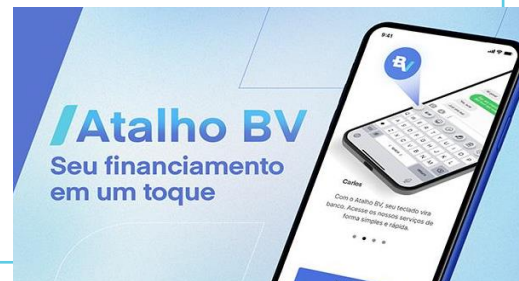 /Atalho BV
Seu financiamento
em um toque
9:41
BV
Carlos
Com o Atalho BV, seu teclado vira
banco. Acesse os nossos serviços de
forma simples e rápida.